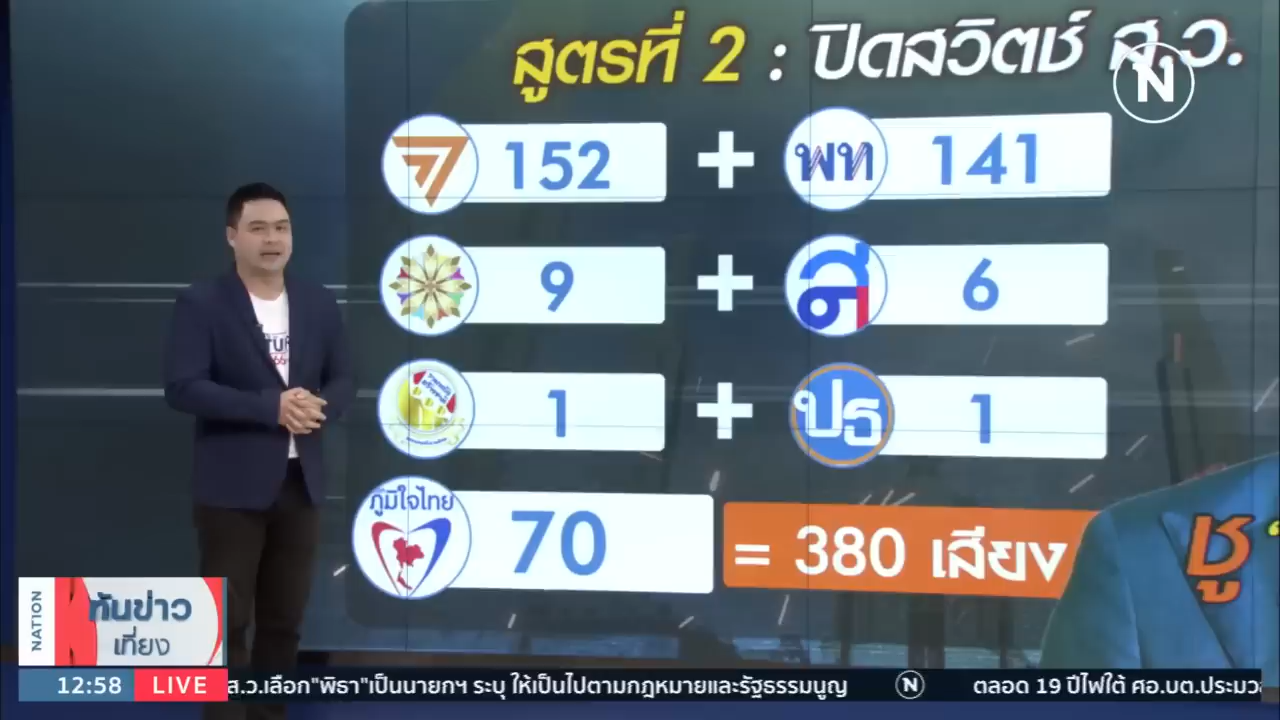 สูตรที่ 2 : ปิดสวิตช์ ส.ว.
N
152 + พท 141
9 + 6
1 + ปธ 1
ภูมิใจไทย 70 = 380 เสียง
ชู
NATION ทันข่าว
เที่ยง
12:58 LIVE ส.ว.เลือก"พิธา"เป็นนายกฯ ระบุ ให้เป็นไปตามกฎหมายและรัฐธรรมนูญ N ตลอด 19 ปีไฟใต้ ศอ.บต.ประมวล